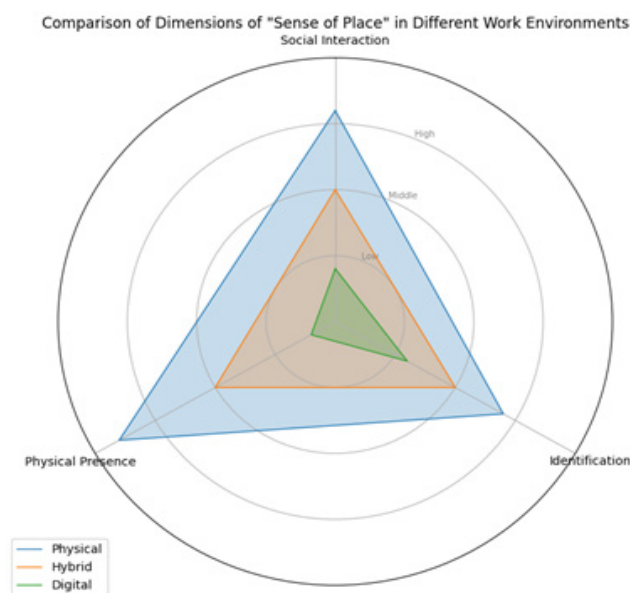 Comparison of Dimensions of "Sense of Place" in Different Work Environments
Social Interaction
High
Middle
Low
Physical Presence
Identification
Physical
Hybrid
Digital